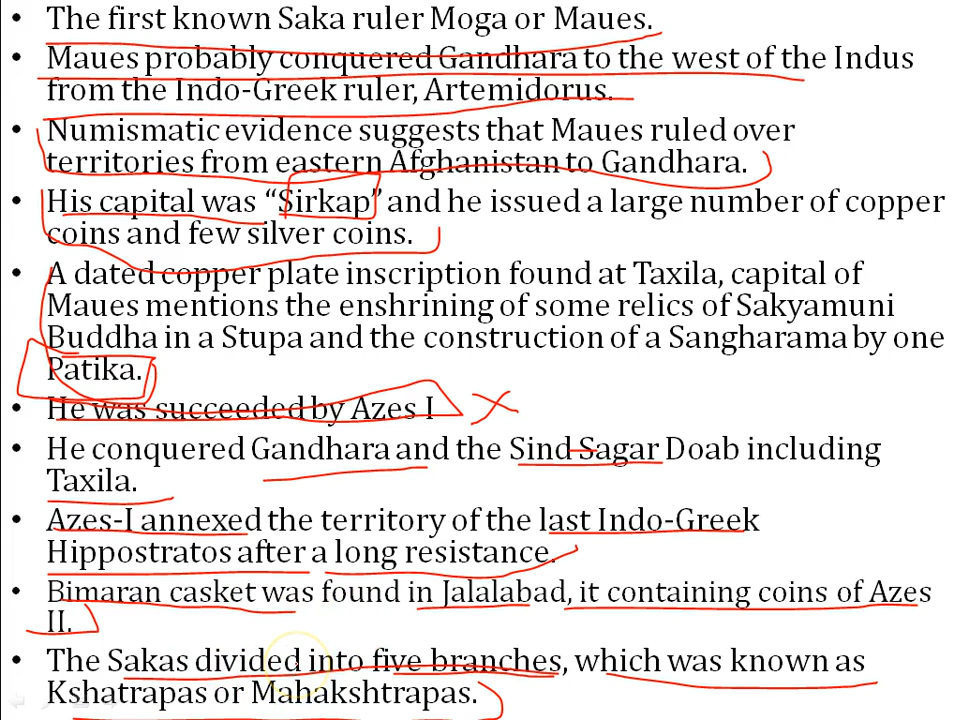 • The first known Saka ruler Moga or Maues.
• Maues probably conquered Gandhara to the west of the Indus
from the Indo-Greek ruler, Artemidorus.
• Numismatic evidence suggests that Maues ruled over
territories from eastern Afghanistan to Gandhara.
• His capital was “Sirkap” and he issued a large number of copper
coins and few silver coins.
• A dated copper plate inscription found at Taxila, capital of
Maues mentions the enshrining of some relics of Sakyamuni
Buddha in a Stupa and the construction of a Sangharama by one
Patika.
• He was succeeded by Azes I
• He conquered Gandhara and the Sind Sagar Doab including
Taxila.
• Azes-I annexed the territory of the last Indo-Greek
Hippostratos after a long resistance.
• Bimaran casket was found in Jalalabad, it containing coins of Azes
II.
• The Sakas divided into five branches, which was known as
Kshatrapas or Mahakshtrapas.